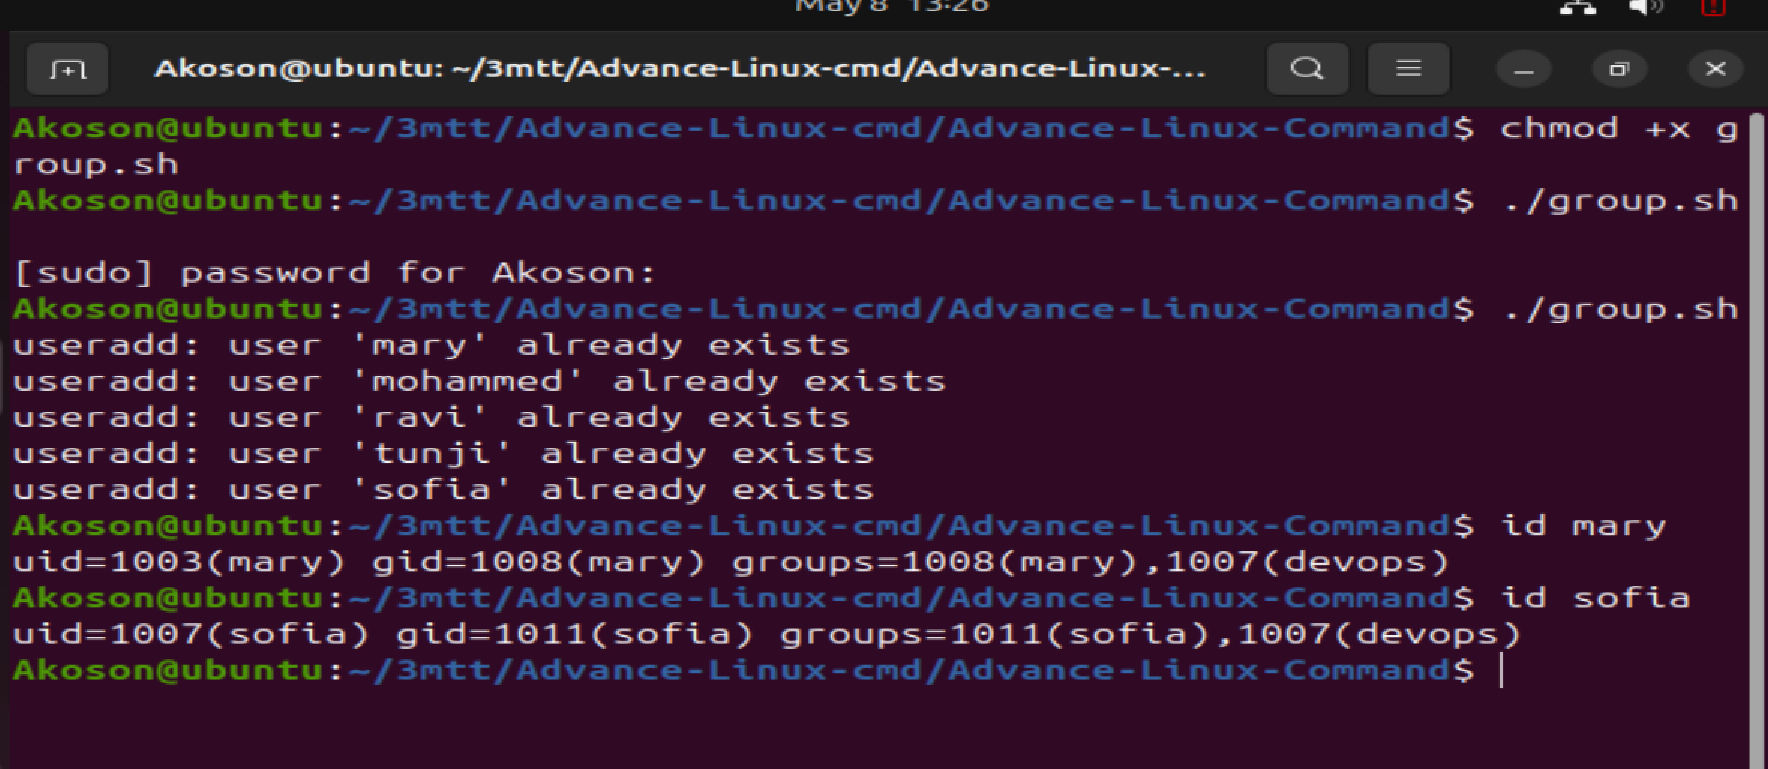 May 8 13:26
Akoson@ubuntu: ~/3mtt/Advance-Linux-cmd/Advance-Linux-...
Akoson@ubuntu:~/3mtt/Advance-Linux-cmd/Advance-Linux-Command$ chmod +x g
roup.sh
Akoson@ubuntu:~/3mtt/Advance-Linux-cmd/Advance-Linux-Command$ ./group.sh
[sudo] password for Akoson:
Akoson@ubuntu:~/3mtt/Advance-Linux-cmd/Advance-Linux-Command$ ./group.sh
useradd: user 'mary' already exists
useradd: user 'mohammed' already exists
useradd: user 'ravi' already exists
useradd: user 'tunji' already exists
useradd: user 'sofia' already exists
Akoson@ubuntu:~/3mtt/Advance-Linux-cmd/Advance-Linux-Command$ id mary
uid=1003(mary) gid=1008(mary) groups=1008(mary),1007(devops)
Akoson@ubuntu:~/3mtt/Advance-Linux-cmd/Advance-Linux-Command$ id sofia
uid=1007(sofia) gid=1011(sofia) groups=1011(sofia),1007(devops)
Akoson@ubuntu:~/3mtt/Advance-Linux-cmd/Advance-Linux-Command$